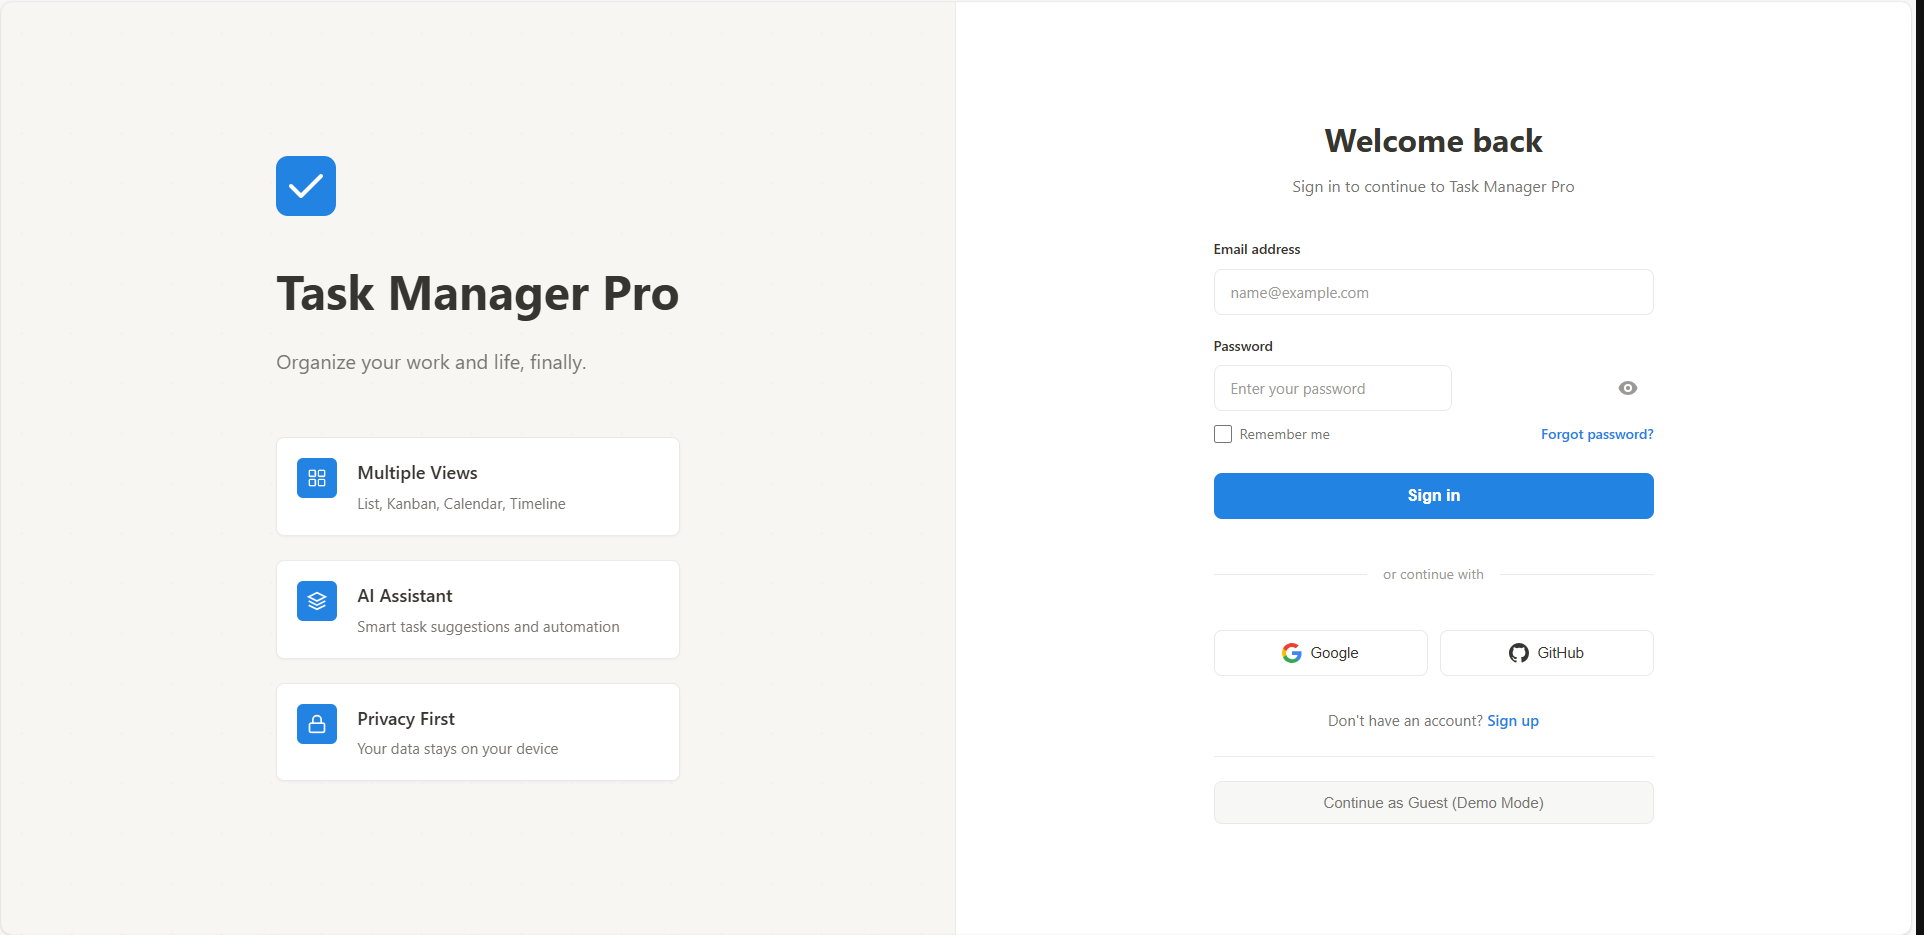 Task Manager Pro
Organize your work and life, finally.
Multiple Views
List, Kanban, Calendar, Timeline
AI Assistant
Smart task suggestions and automation
Privacy First
Your data stays on your device
Welcome back
Sign in to continue to Task Manager Pro
Email address
name@example.com
Password
Enter your password
Remember me
Forgot password?
Sign in
or continue with
Google
GitHub
Don't have an account? Sign up
Continue as Guest (Demo Mode)